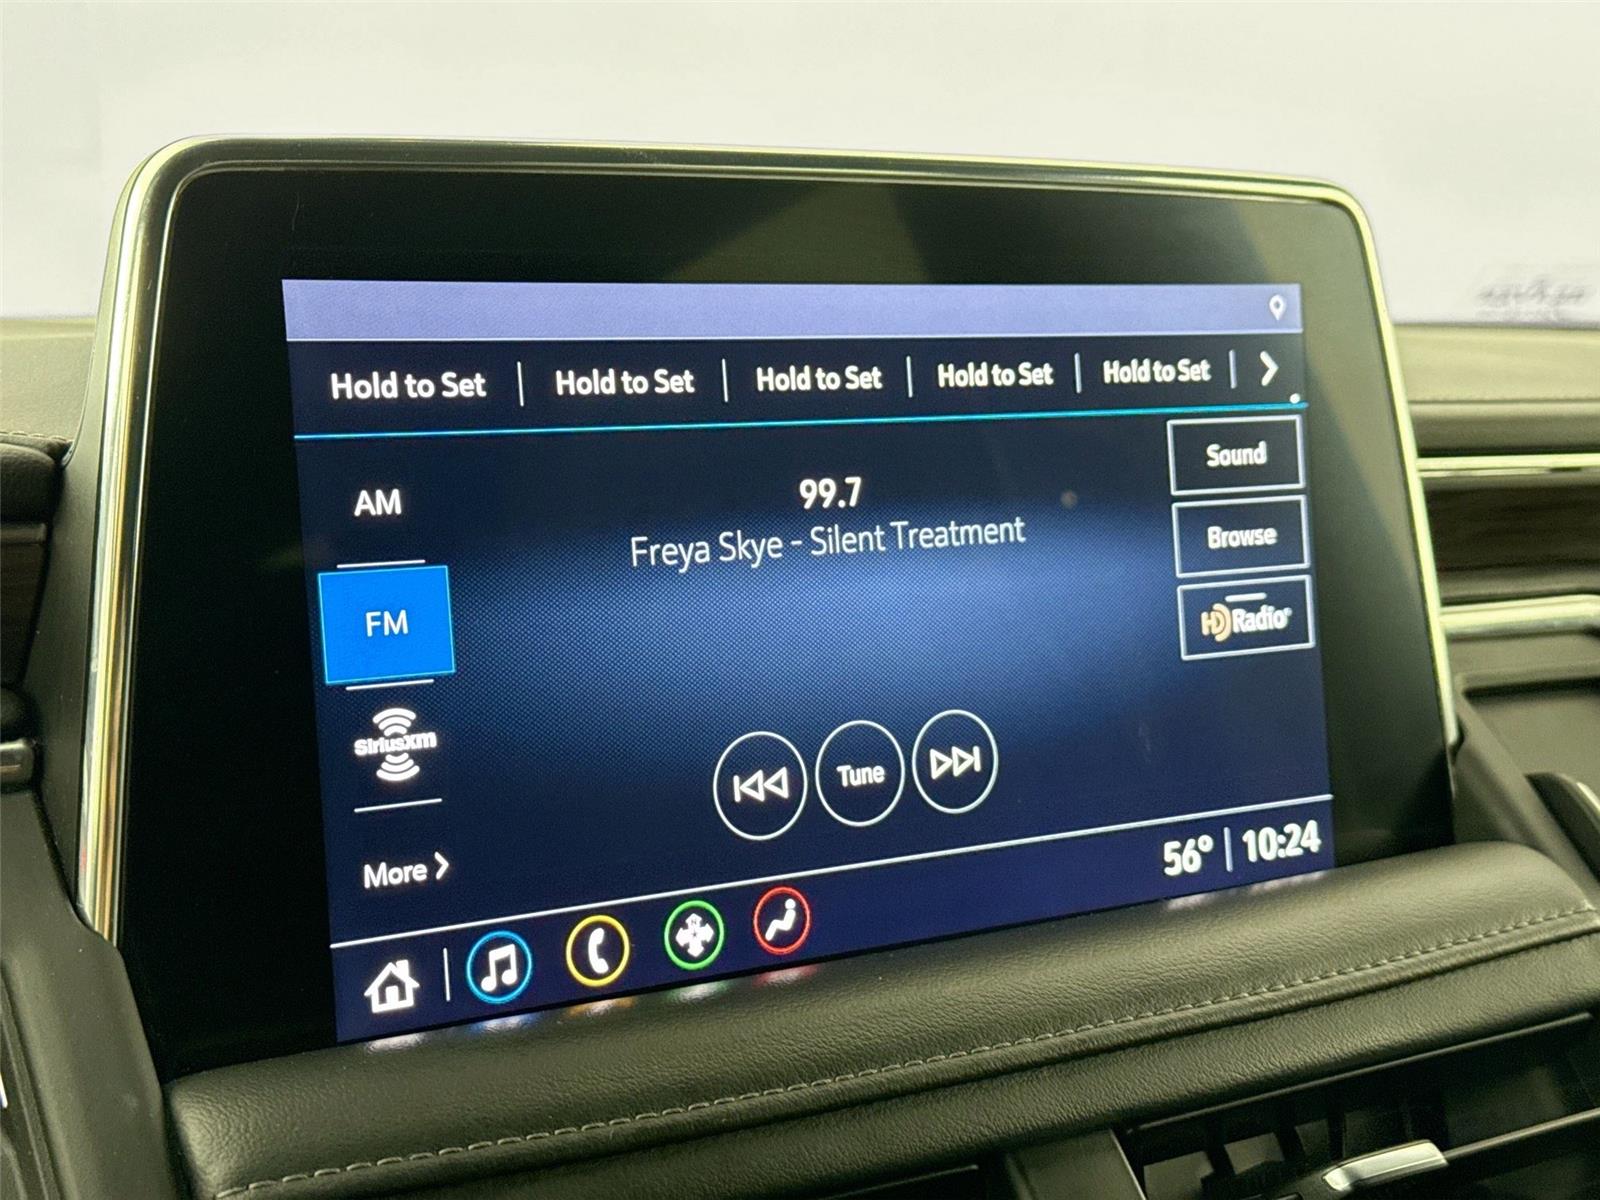 Hold to Set | Hold to Set | Hold to Set | Hold to Set | Hold to Set |
AM
99.7
Freya Skye - Silent Treatment
Sound
Browse
FM
HD Radio®
SiriusXM
Tune
More
56° | 10:24
N